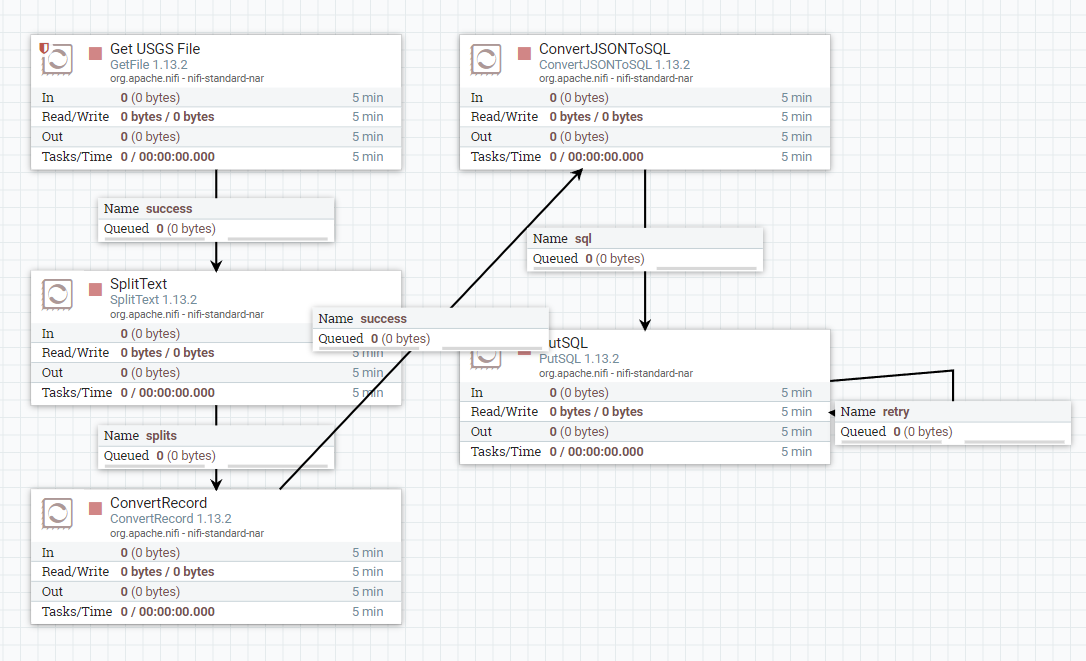 Get USGS File
GetFile 1.13.2
org.apache.nifi - nifi-standard-nar
In 0 (0 bytes) 5 min
Read/Write 0 bytes / 0 bytes 5 min
Out 0 (0 bytes) 5 min
Tasks/Time 0 / 00:00:00.000 5 min
Name success
Queued 0 (0 bytes)
SplitText
SplitText 1.13.2
org.apache.nifi - nifi-standard-nar
In 0 (0 bytes)
Read/Write 0 bytes / 0 bytes 5 min
Out 0 (0 bytes) 5 min
Tasks/Time 0 / 00:00:00.000 5 min
Name splits
Queued 0 (0 bytes)
ConvertRecord
ConvertRecord 1.13.2
org.apache.nifi - nifi-standard-nar
In 0 (0 bytes) 5 min
Read/Write 0 bytes / 0 bytes 5 min
Out 0 (0 bytes) 5 min
Tasks/Time 0 / 00:00:00.000 5 min
Name success
Queued 0 (0 bytes)
ConvertJSONToSQL
ConvertJSONToSQL 1.13.2
org.apache.nifi - nifi-standard-nar
In 0 (0 bytes) 5 min
Read/Write 0 bytes / 0 bytes 5 min
Out 0 (0 bytes) 5 min
Tasks/Time 0 / 00:00:00.000 5 min
Name sql
Queued 0 (0 bytes)
utSQL
PutSQL 1.13.2
org.apache.nifi - nifi-standard-nar
In 0 (0 bytes) 5 min
Read/Write 0 bytes / 0 bytes 5 min
Out 0 (0 bytes) 5 min
Tasks/Time 0 / 00:00:00.000 5 min
Name retry
Queued 0 (0 bytes)